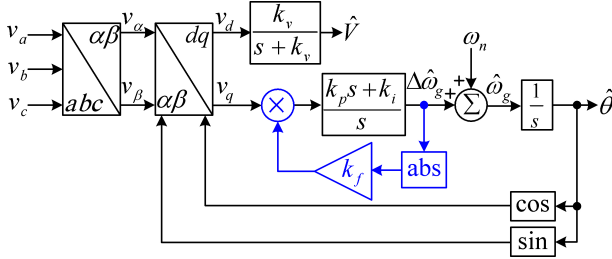 v_a
v_b
v_c
αβ
abc
v_α
v_β
dq
αβ
v_d
v_q
k_v
s + k_v
V̂
×
k_p s + k_i
s
Δω̂_g
+
+
ω_n
Σ
ω̂_g
1
s
θ̂
k_f
abs
cos
sin